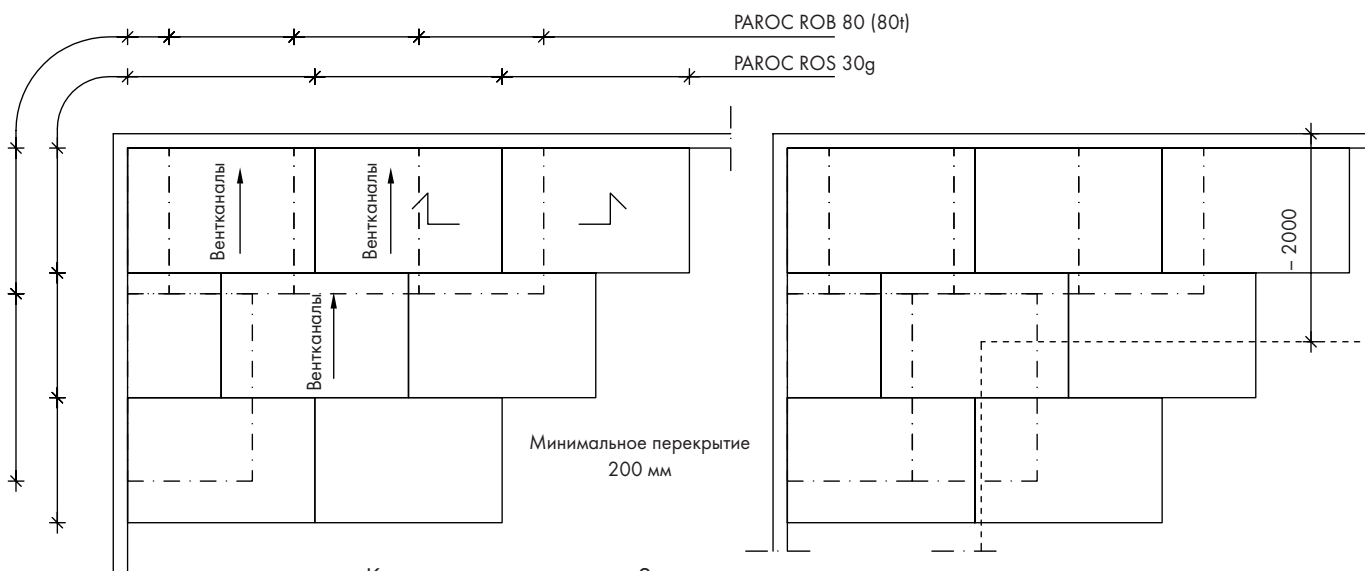 PAROC ROB 80 (80t)
PAROC ROS 30g
Вентканалы
Вентканалы
Вентканалы
~ 2000
Минимальное перекрытие
200 мм